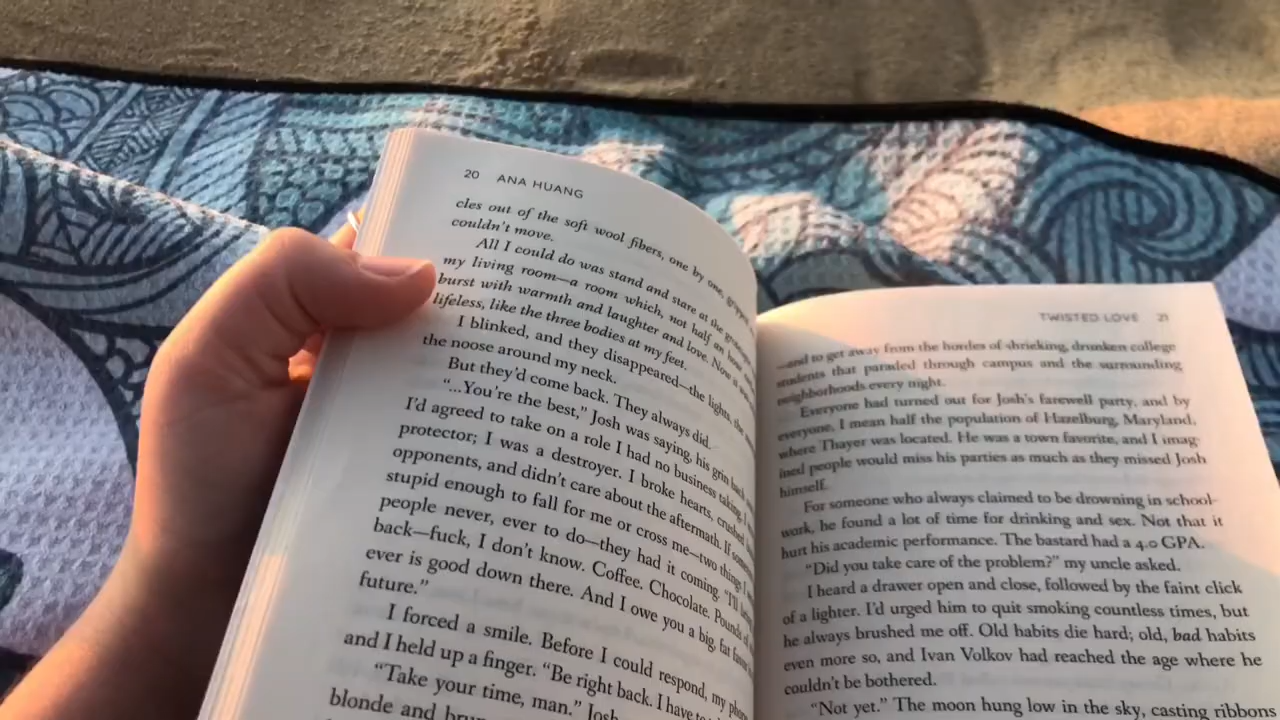 20 ANA HUANG
cles out of the soft wool fibers, one by one,
couldn't move.
All I could do was stand and stare at the
my living room—a room which, not half an hour
burst with warmth and laughter and love. Now
lifeless, like the three bodies at my feet.
I blinked, and they disappeared—the lights, the
the noose around my neck.
But they'd come back. They always did.
"...You're the best," Josh was saying, his grin back
I'd agreed to take on a role I had no business taking. I
protector; I was a destroyer. I broke hearts, crushed
opponents, and didn't care about the aftermath. If
stupid enough to fall for me or cross me—two things I
people never, ever to do—they had it coming. "I'll
back—fuck, I don't know. Coffee. Chocolate. Pounds of
ever is good down there. And I owe you a big, fat favor
future."
I forced a smile. Before I could respond, my phone
and I held up a finger. "Be right back. I have to
"Take your time, man." Josh
blonde and
TWISTED LOVE 21
—and to get away from the hordes of shrieking, drunken college
students that paraded through campus and the surrounding
neighborhoods every night.
Everyone had turned out for Josh's farewell party, and by
everyone, I mean half the population of Hazelburg, Maryland,
where Thayer was located. He was a town favorite, and I imag-
ined people would miss his parties as much as they missed Josh
himself.
For someone who always claimed to be drowning in school-
work, he found a lot of time for drinking and sex. Not that it
hurt his academic performance. The bastard had a 4.0 GPA.
"Did you take care of the problem?" my uncle asked.
I heard a drawer open and close, followed by the faint click
of a lighter. I'd urged him to quit smoking countless times, but
he always brushed me off. Old habits die hard; old, bad habits
even more so, and Ivan Volkov had reached the age where he
couldn't be bothered.
"Not yet." The moon hung low in the sky, casting ribbons